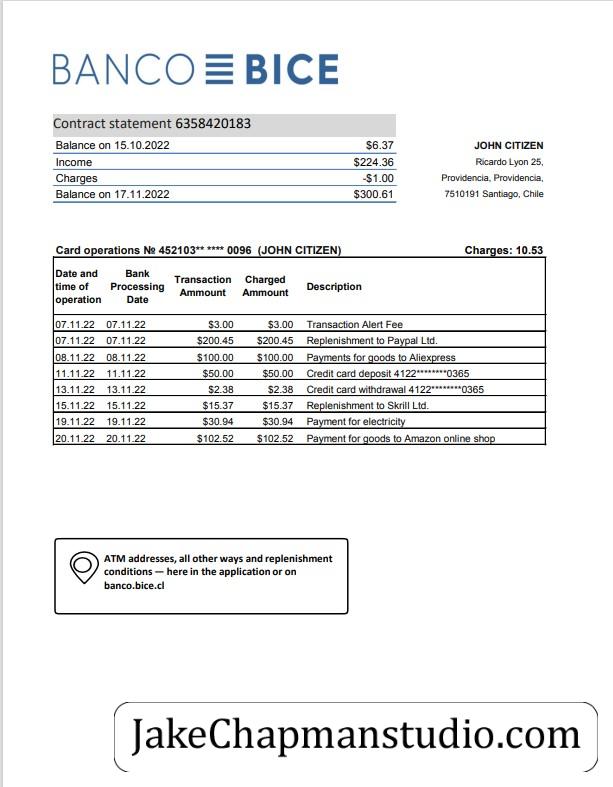 BANCO BICE
Contract statement 6358420183
Balance on 15.10.2022 $6.37
Income $224.36
Charges -$1.00
Balance on 17.11.2022 $300.61
JOHN CITIZEN
Ricardo Lyon 25,
Providencia, Providencia,
7510191 Santiago, Chile
Card operations № 452103** **** 0096 (JOHN CITIZEN) Charges: 10.53
Date and time of operation Bank Processing Date Transaction Amount Charged Amount Description
07.11.22 07.11.22 $3.00 $3.00 Transaction Alert Fee
07.11.22 07.11.22 $200.45 $200.45 Replenishment to Paypal Ltd.
08.11.22 08.11.22 $100.00 $100.00 Payments for goods to Aliexpress
11.11.22 11.11.22 $50.00 $50.00 Credit card deposit 4122********0365
13.11.22 13.11.22 $2.38 $2.38 Credit card withdrawal 4122********0365
15.11.22 15.11.22 $15.37 $15.37 Replenishment to Skrill Ltd.
19.11.22 19.11.22 $30.94 $30.94 Payment for electricity
20.11.22 20.11.22 $102.52 $102.52 Payment for goods to Amazon online shop
ATM addresses, all other ways and replenishment
conditions — here in the application or on
banco.bice.cl
JakeChapmanstudio.com